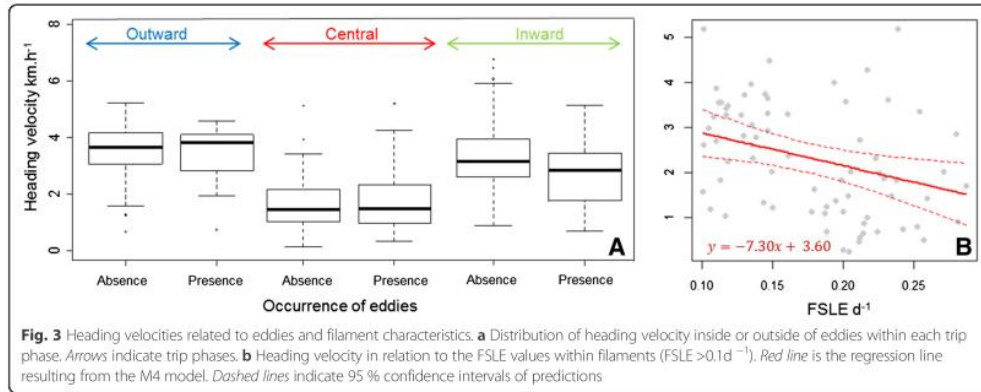 Outward Central Inward
Heading velocity km.h⁻¹
8
6
4
2
0
A
Absence Presence Absence Presence Absence Presence
Occurrence of eddies
5
4
3
2
1
y = −7.30x + 3.60
B
0.10 0.15 0.20 0.25
FSLE d⁻¹
Fig. 3 Heading velocities related to eddies and filament characteristics. a Distribution of heading velocity inside or outside of eddies within each trip
phase. Arrows indicate trip phases. b Heading velocity in relation to the FSLE values within filaments (FSLE >0.1d ⁻¹). Red line is the regression line
resulting from the M4 model. Dashed lines indicate 95 % confidence intervals of predictions